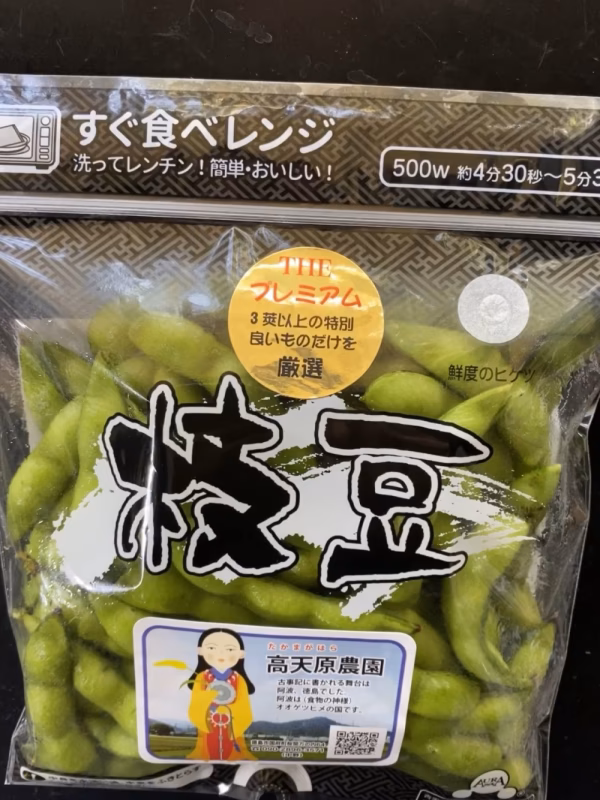 すぐ食べレンジ
洗ってレンチン！簡単・おいしい！
500w 約4分30秒〜5分3
THE
プレミアム
3莢以上の特別
良いものだけを
厳選
鮮度のヒケツ
枝豆
たかまがはら
高天原農園
古事記に書かれる舞台は
阿波、徳島でした。
阿波は（食物の神様）
オオゲツヒメの国です。
AURA